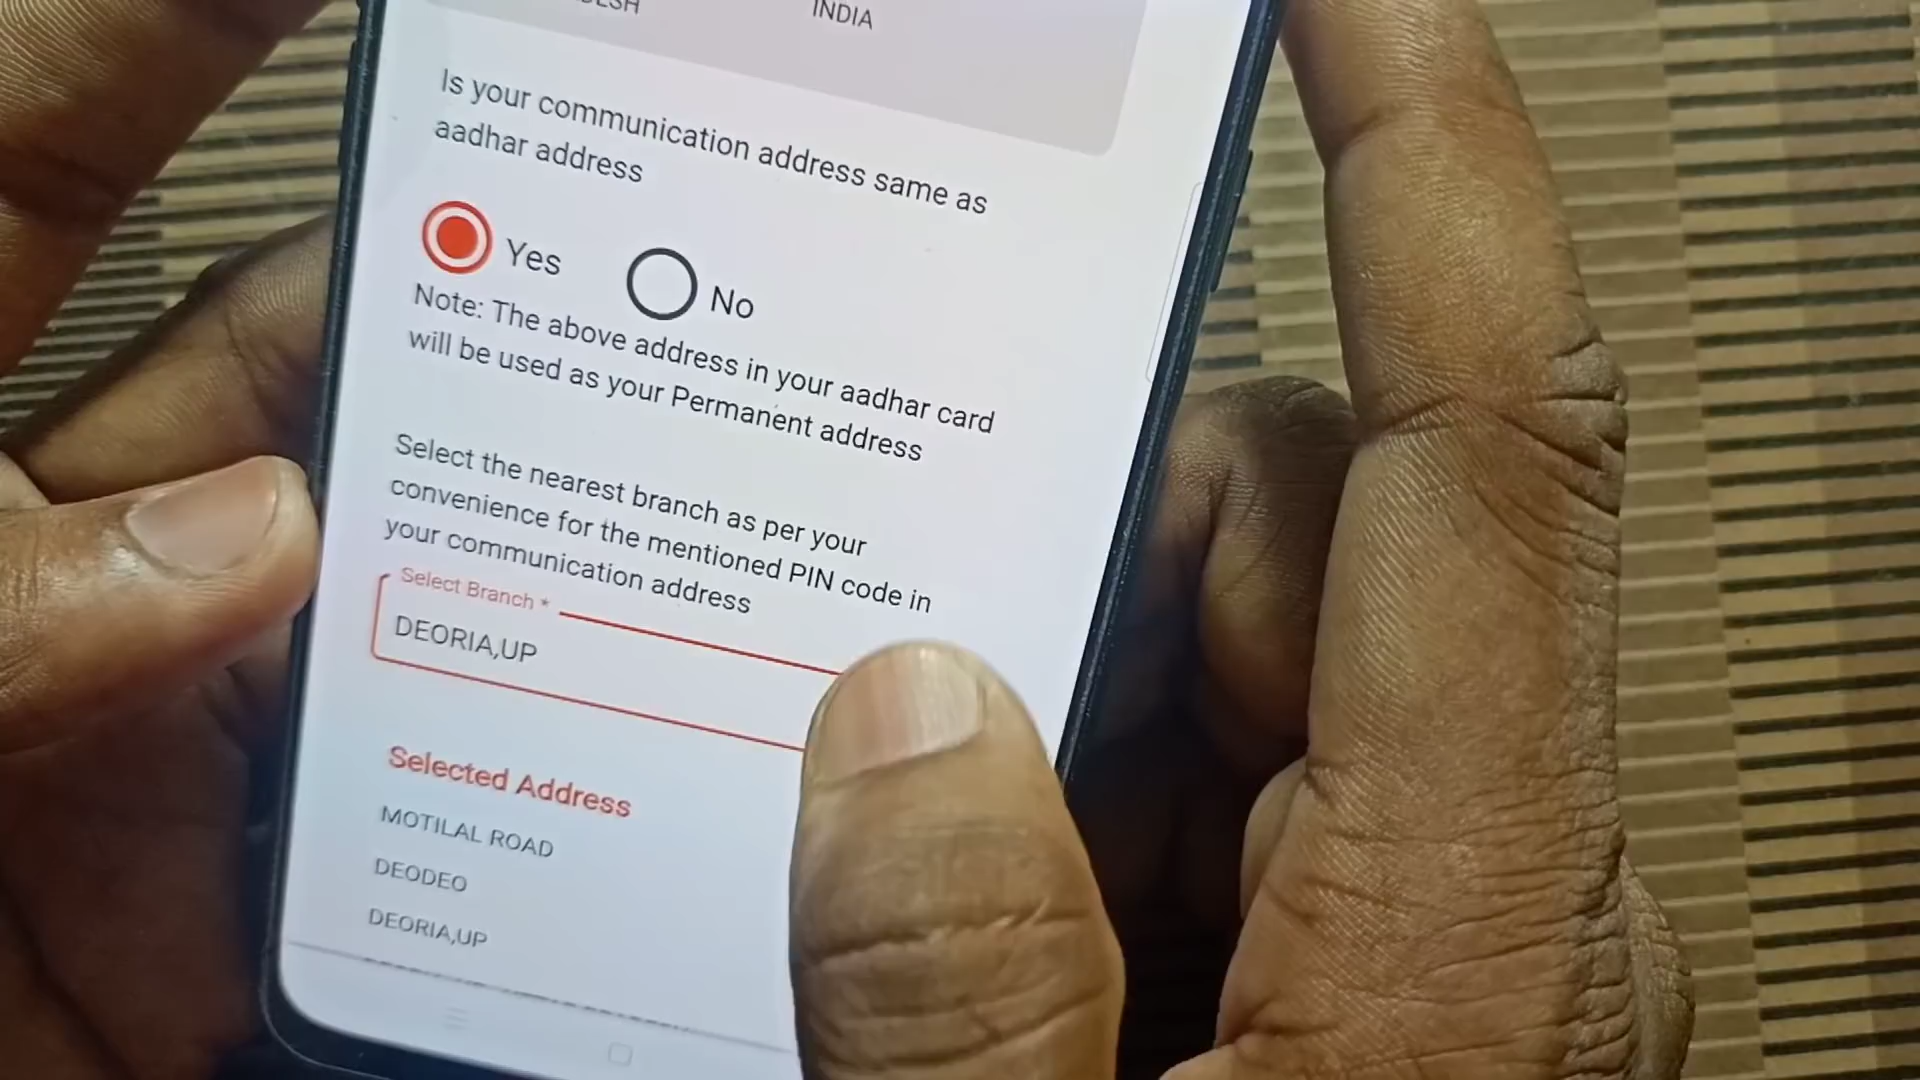 INDIA
Is your communication address same as
aadhar address
Yes No
Note: The above address in your aadhar card
will be used as your Permanent address
Select the nearest branch as per your
convenience for the mentioned PIN code in
your communication address
Select Branch *
DEORIA,UP
Selected Address
MOTILAL ROAD
DEODEO
DEORIA,UP